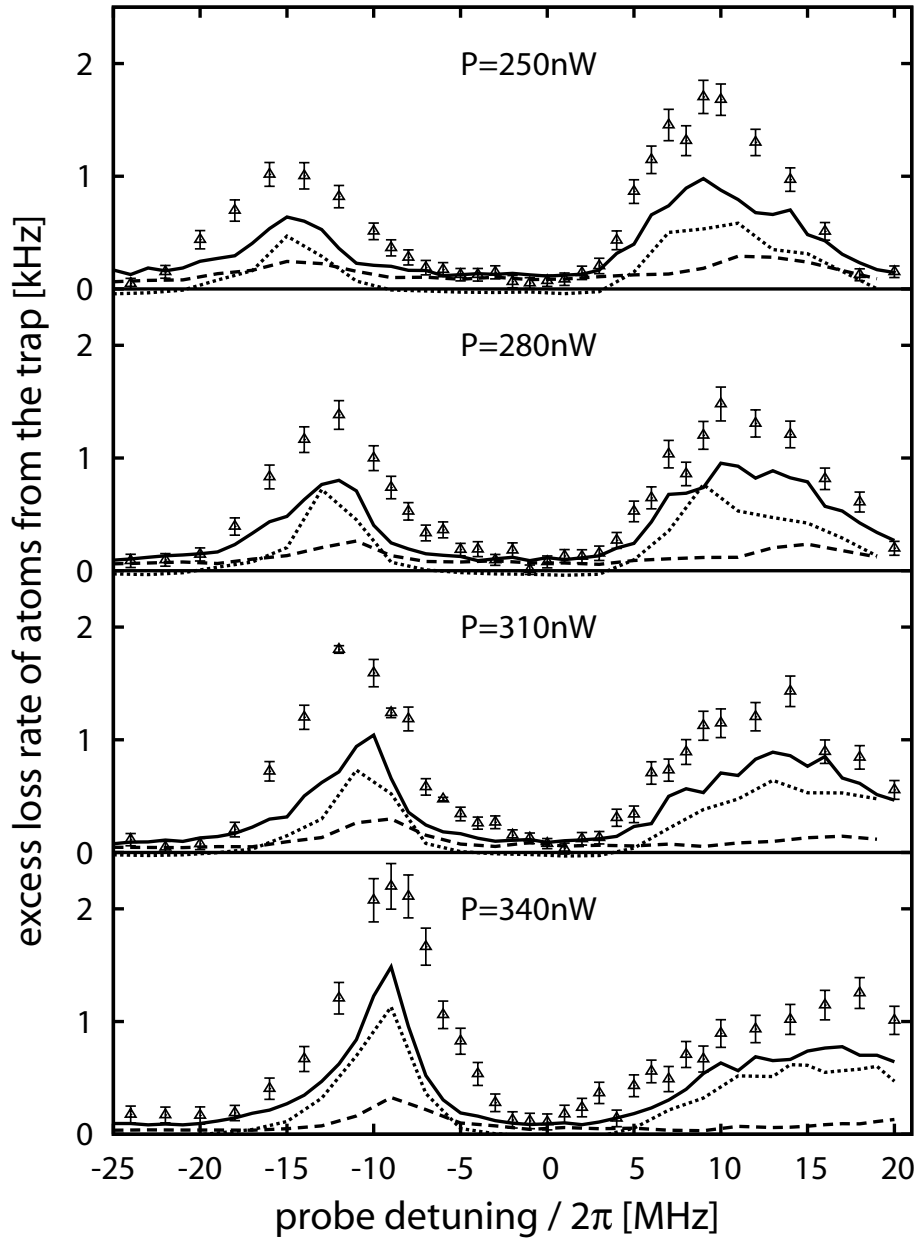 excess loss rate of atoms from the trap [kHz]
P=250nW
2
1
0
P=280nW
2
1
0
P=310nW
2
1
0
P=340nW
2
1
0
-25 -20 -15 -10 -5 0 5 10 15 20
probe detuning / 2π [MHz]